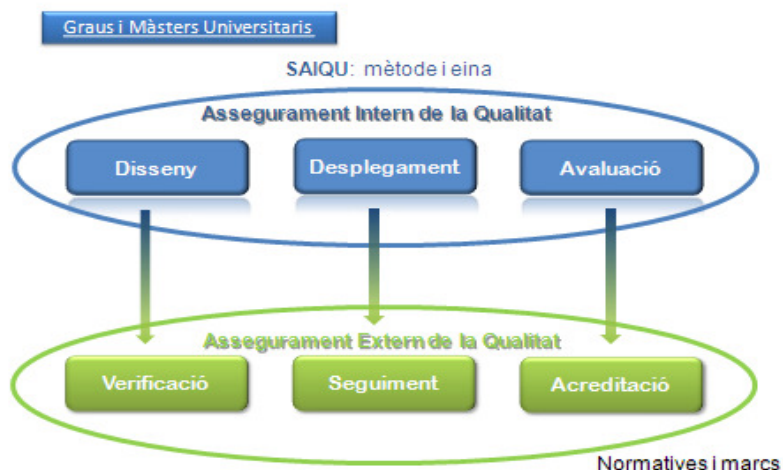 Graus i Màsters Universitaris
SAIQU: mètode i eina
Assegurament Intern de la Qualitat
Disseny
Desplegament
Avaluació
Assegurament Extern de la Qualitat
Verificació
Seguiment
Acreditació
Normatives i marcs